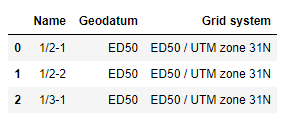 Name Geodatum Grid system
0 1/2-1 ED50 ED50 / UTM zone 31N
1 1/2-2 ED50 ED50 / UTM zone 31N
2 1/3-1 ED50 ED50 / UTM zone 31N